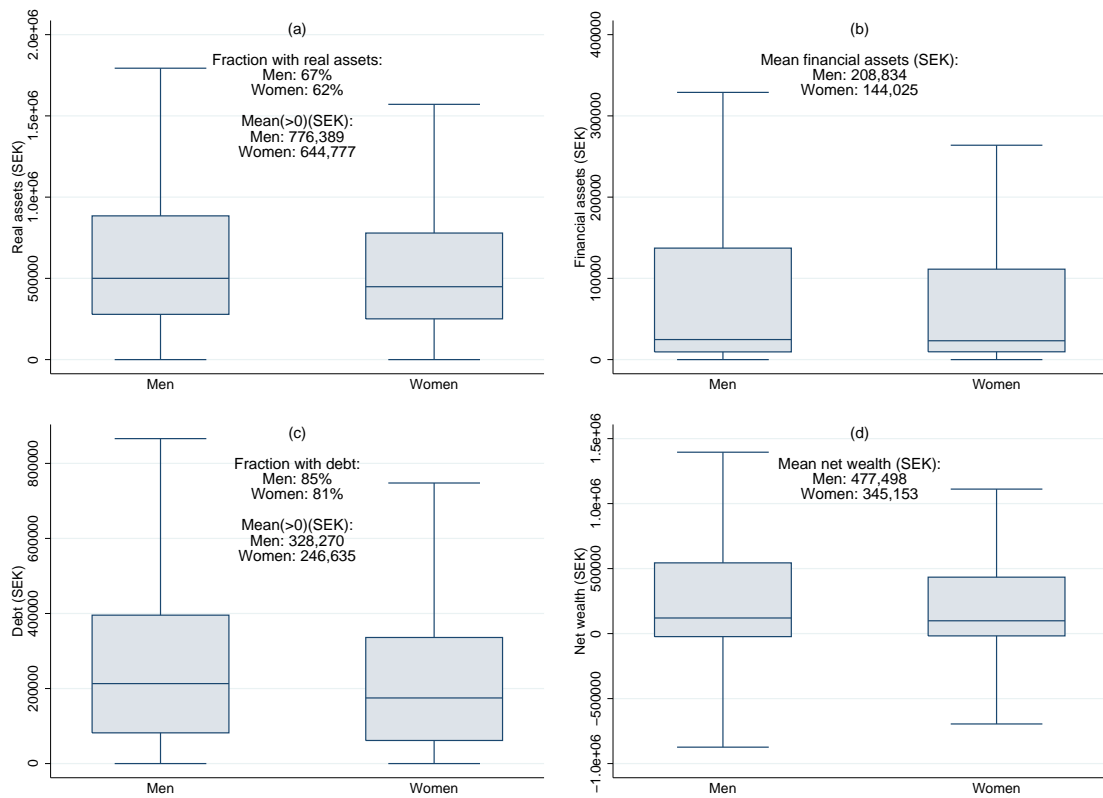 (a)
Fraction with real assets:
Men: 67%
Women: 62%
Mean(>0)(SEK):
Men: 776,389
Women: 644,777
Real assets (SEK)
2.0e+06
1.5e+06
1.0e+06
500000
0
Men
Women
(b)
Mean financial assets (SEK):
Men: 208,834
Women: 144,025
Financial assets (SEK)
400000
300000
200000
100000
0
Men
Women
(c)
Fraction with debt:
Men: 85%
Women: 81%
Mean(>0)(SEK):
Men: 328,270
Women: 246,635
Debt (SEK)
800000
600000
400000
200000
0
Men
Women
(d)
Mean net wealth (SEK):
Men: 477,498
Women: 345,153
Net wealth (SEK)
1.5e+06
1.0e+06
500000
0
−500000
−1.0e+06
Men
Women